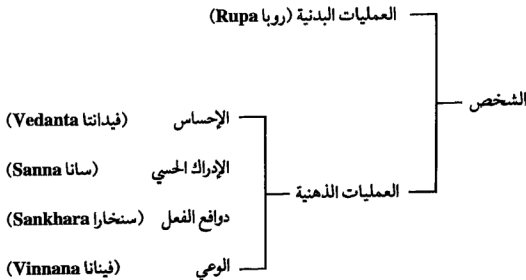 العمليات البدنية (روبا Rupa)
الشخص
الإحساس (فيدانتا Vedanta)
الإدراك الحسي (سانا Sanna)
العمليات الذهنية
دوافع الفعل (سنخارا Sankhara)
الوعي (فينانا Vinnana)